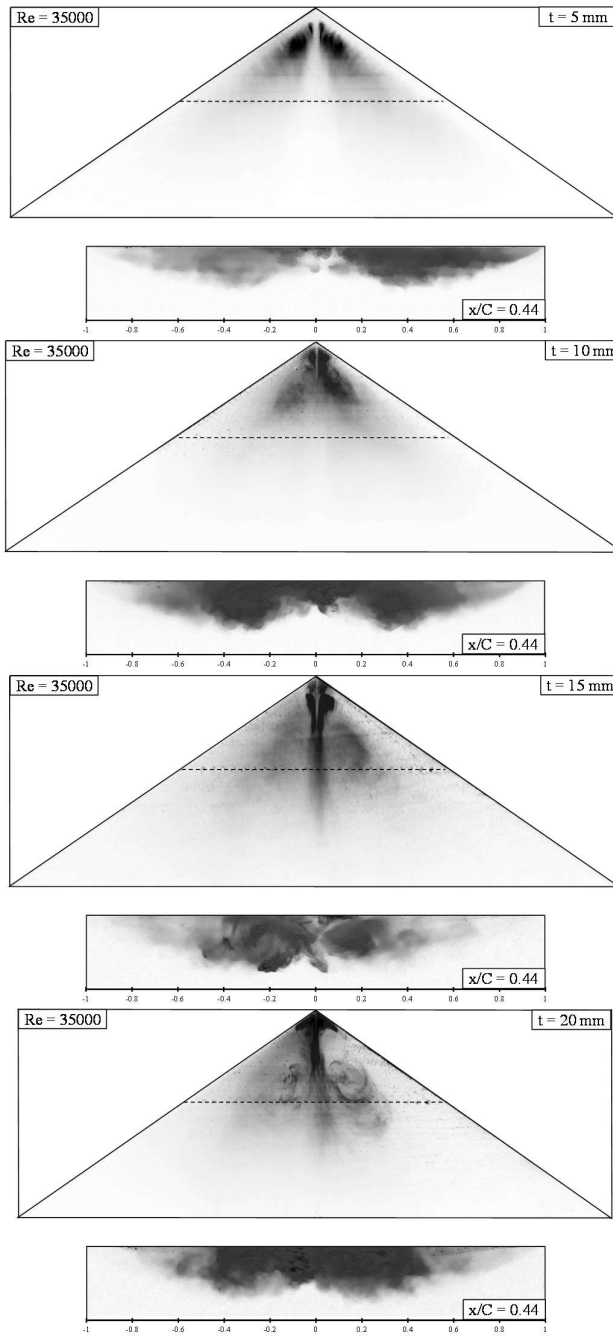 Re = 35000 t = 5 mm
x/C = 0.44
-1 -0.8 -0.6 -0.4 -0.2 0 0.2 0.4 0.6 0.8 1
Re = 35000 t = 10 mm
x/C = 0.44
-1 -0.8 -0.6 -0.4 -0.2 0 0.2 0.4 0.6 0.8 1
Re = 35000 t = 15 mm
x/C = 0.44
-1 -0.8 -0.6 -0.4 -0.2 0 0.2 0.4 0.6 0.8 1
Re = 35000 t = 20 mm
x/C = 0.44
-1 -0.8 -0.6 -0.4 -0.2 0 0.2 0.4 0.6 0.8 1